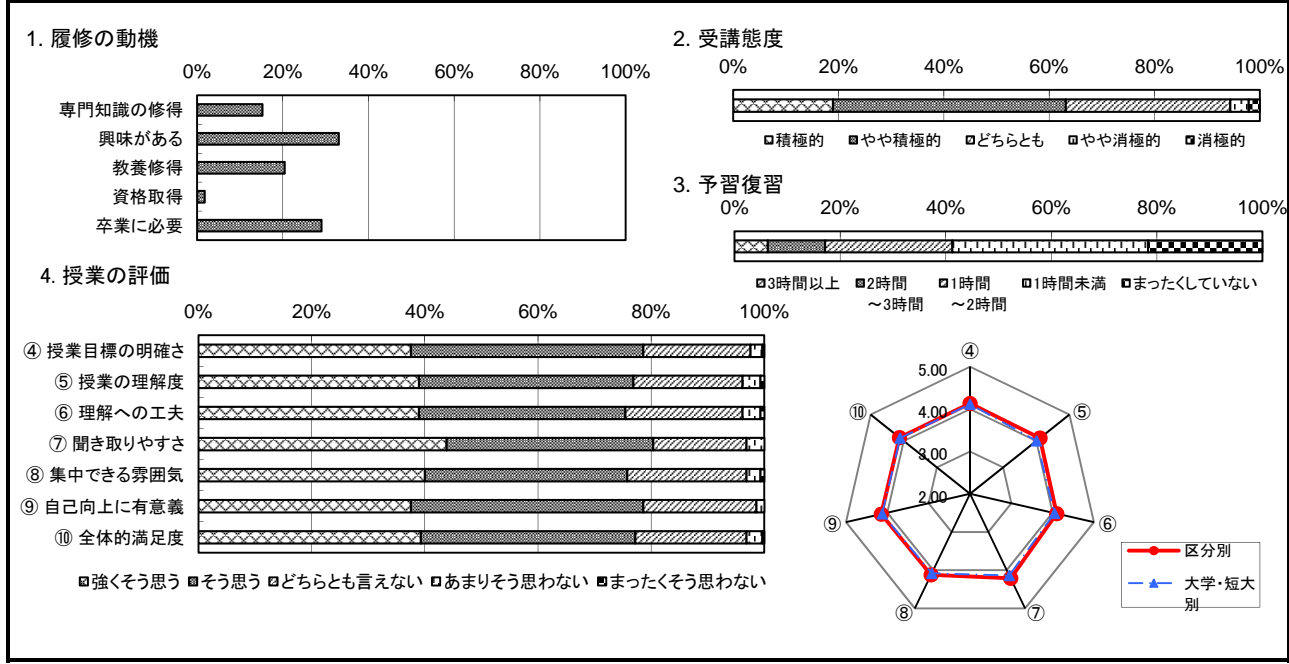 1. 履修の動機
0% 20% 40% 60% 80% 100%
専門知識の修得
興味がある
教養修得
資格取得
卒業に必要
2. 受講態度
0% 20% 40% 60% 80% 100%
積極的 やや積極的 どちらとも やや消極的 消極的
3. 予習復習
0% 20% 40% 60% 80% 100%
3時間以上 2時間 1時間 1時間未満 まったくしていない
～3時間 ～2時間
4. 授業の評価
0% 20% 40% 60% 80% 100%
④ 授業目標の明確さ
⑤ 授業の理解度
⑥ 理解への工夫
⑦ 聞き取りやすさ
⑧ 集中できる雰囲気
⑨ 自己向上に有意義
⑩ 全体的満足度
強くそう思う そう思う どちらとも言えない あまりそう思わない まったくそう思わない
④
5.00
⑩ 4.00 ⑤
3.00
2.00
⑨ ⑥
⑧ ⑦
区分別
大学・短大
別